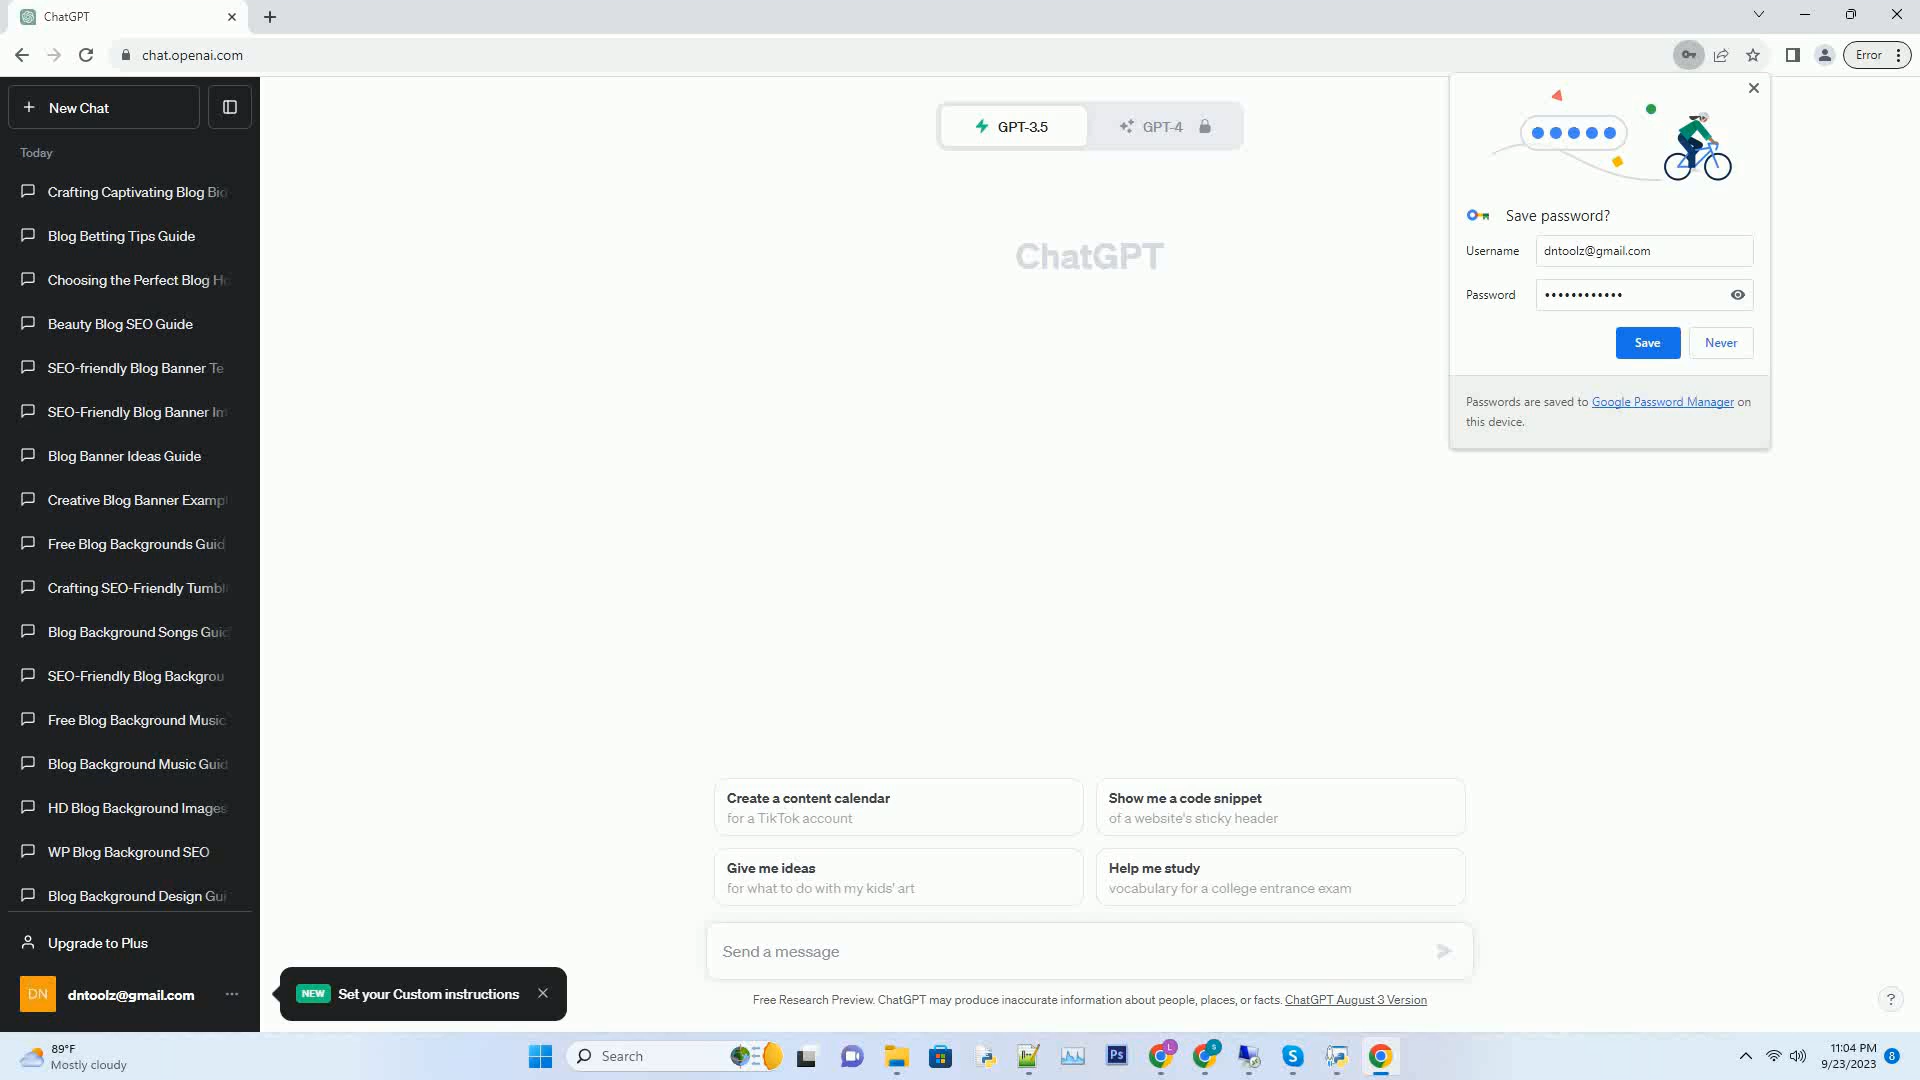 ChatGPT
chat.openai.com
Error
New Chat
Today
Crafting Captivating Blog Bio
Blog Betting Tips Guide
Choosing the Perfect Blog Ho
Beauty Blog SEO Guide
SEO-friendly Blog Banner Te
SEO-Friendly Blog Banner Im
Blog Banner Ideas Guide
Creative Blog Banner Exampl
Free Blog Backgrounds Guid
Crafting SEO-Friendly Tumbl
Blog Background Songs Guid
SEO-Friendly Blog Backgrou
Free Blog Background Music
Blog Background Music Guid
HD Blog Background Images
WP Blog Background SEO
Blog Background Design Gui
Upgrade to Plus
DN
dntoolz@gmail.com
NEW Set your Custom instructions
GPT-3.5
GPT-4
ChatGPT
Save password?
Username
dntoolz@gmail.com
Password
Save
Never
Passwords are saved to Google Password Manager on
this device.
Create a content calendar
for a TikTok account
Show me a code snippet
of a website's sticky header
Give me ideas
for what to do with my kids' art
Help me study
vocabulary for a college entrance exam
Send a message
Free Research Preview. ChatGPT may produce inaccurate information about people, places, or facts. ChatGPT August 3 Version
?
89°F
Mostly cloudy
Search
Ps
L
S
S
11:04 PM
9/23/2023
8